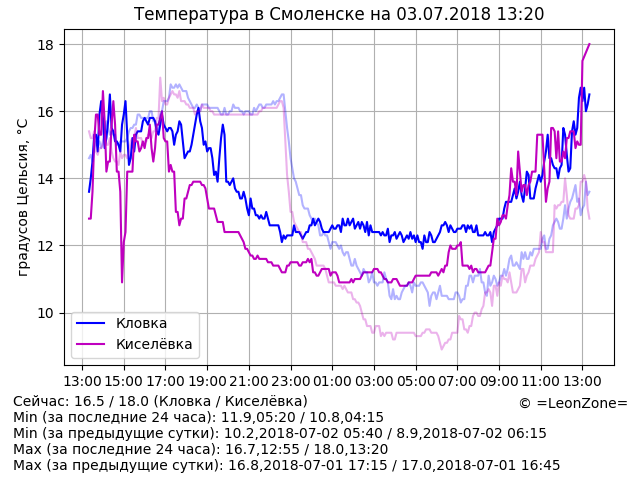 Температура в Смоленске на 03.07.2018 13:20
18
16
14
12
10
градусов Цельсия, °C
Кловка
Киселёвка
13:00 15:00 17:00 19:00 21:00 23:00 01:00 03:00 05:00 07:00 09:00 11:00 13:00
Сейчас: 16.5 / 18.0 (Кловка / Киселёвка)
© =LeonZone=
Min (за последние 24 часа): 11.9,05:20 / 10.8,04:15
Min (за предыдущие сутки): 10.2,2018-07-02 05:40 / 8.9,2018-07-02 06:15
Max (за последние 24 часа): 16.7,12:55 / 18.0,13:20
Max (за предыдущие сутки): 16.8,2018-07-01 17:15 / 17.0,2018-07-01 16:45